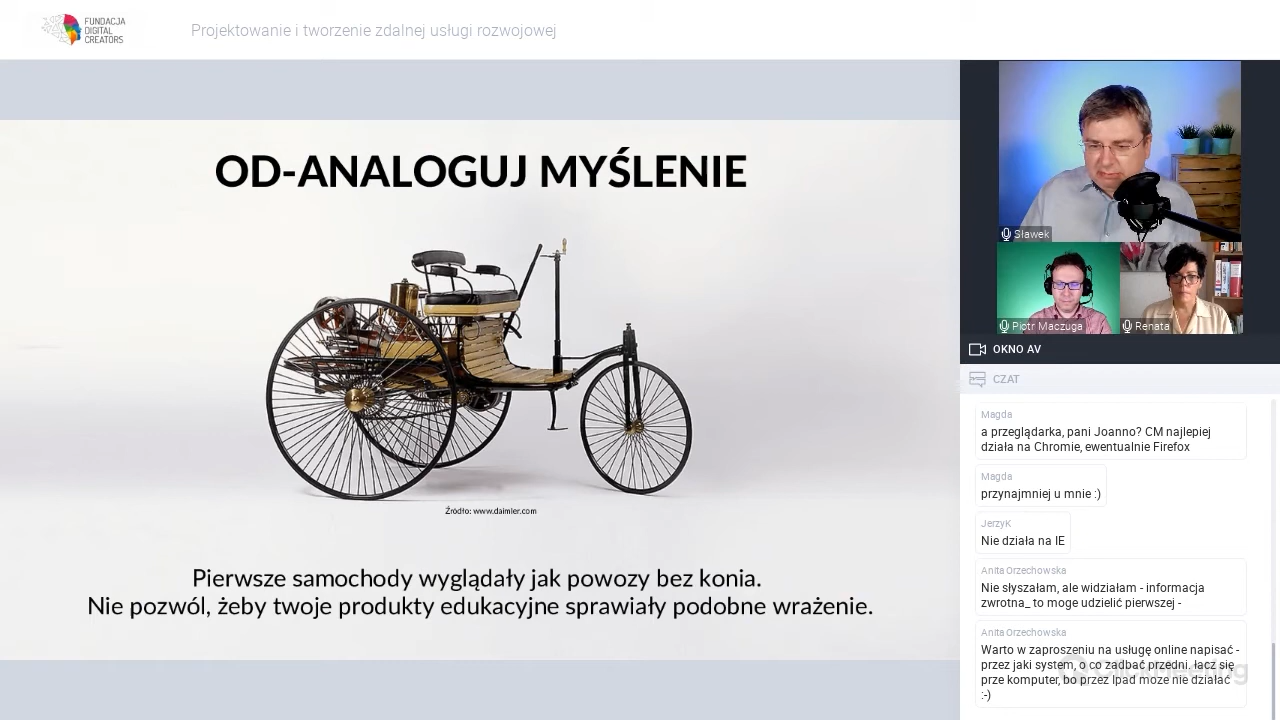 FUNDACJA
DIGITAL
CREATORS
Projektowanie i tworzenie zdalnej usługi rozwojowej
OD-ANALOGUJ MYŚLENIE
Źródło: www.daimler.com
Pierwsze samochody wyglądały jak powozy bez konia.
Nie pozwól, żeby twoje produkty edukacyjne sprawiały podobne wrażenie.
Sławek
Piotr Maczuga
Renata
OKNO AV
CZAT
Magda
a przeglądarka, pani Joanno? CM najlepiej
działa na Chromie, ewentualnie Firefox
Magda
przynajmniej u mnie :)
JerzyK
Nie działa na IE
Anita Orzechowska
Nie słyszałam, ale widziałam - informacja
zwrotna_ to moge udzielić pierwszej -
Anita Orzechowska
Warto w zaproszeniu na usługę online napisać -
przez jaki system, o co zadbać przedni. łacz się
prze komputer, bo przez Ipad moze nie działać
:-)
ClickMeeting